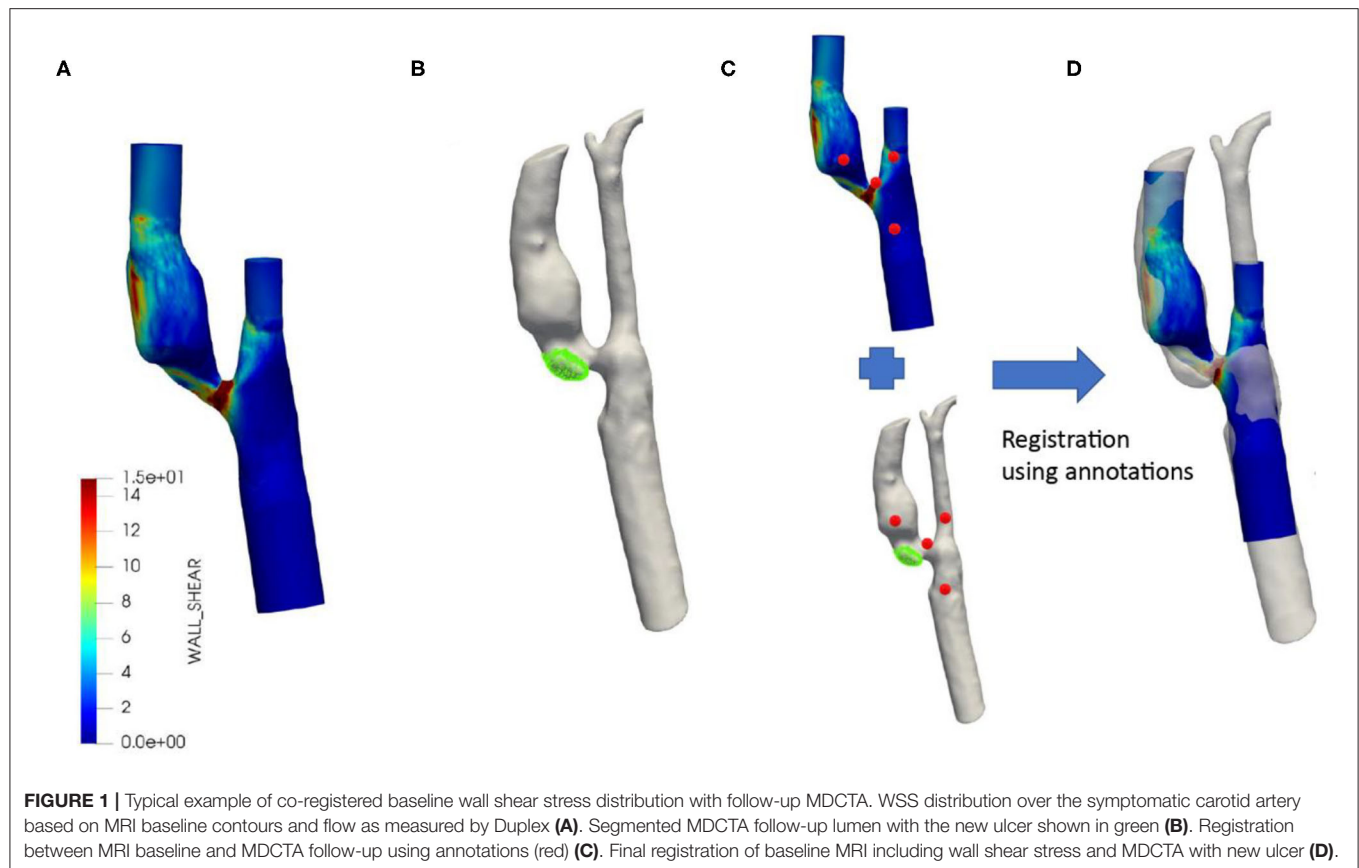 A
B
C
D
1.5e+01
14
12
10
8
6
4
2
0.0e+00
WALL_SHEAR
Registration
using annotations
FIGURE 1 | Typical example of co-registered baseline wall shear stress distribution with follow-up MDCTA. WSS distribution over the symptomatic carotid artery
based on MRI baseline contours and flow as measured by Duplex (A). Segmented MDCTA follow-up lumen with the new ulcer shown in green (B). Registration
between MRI baseline and MDCTA follow-up using annotations (red) (C). Final registration of baseline MRI including wall shear stress and MDCTA with new ulcer (D).